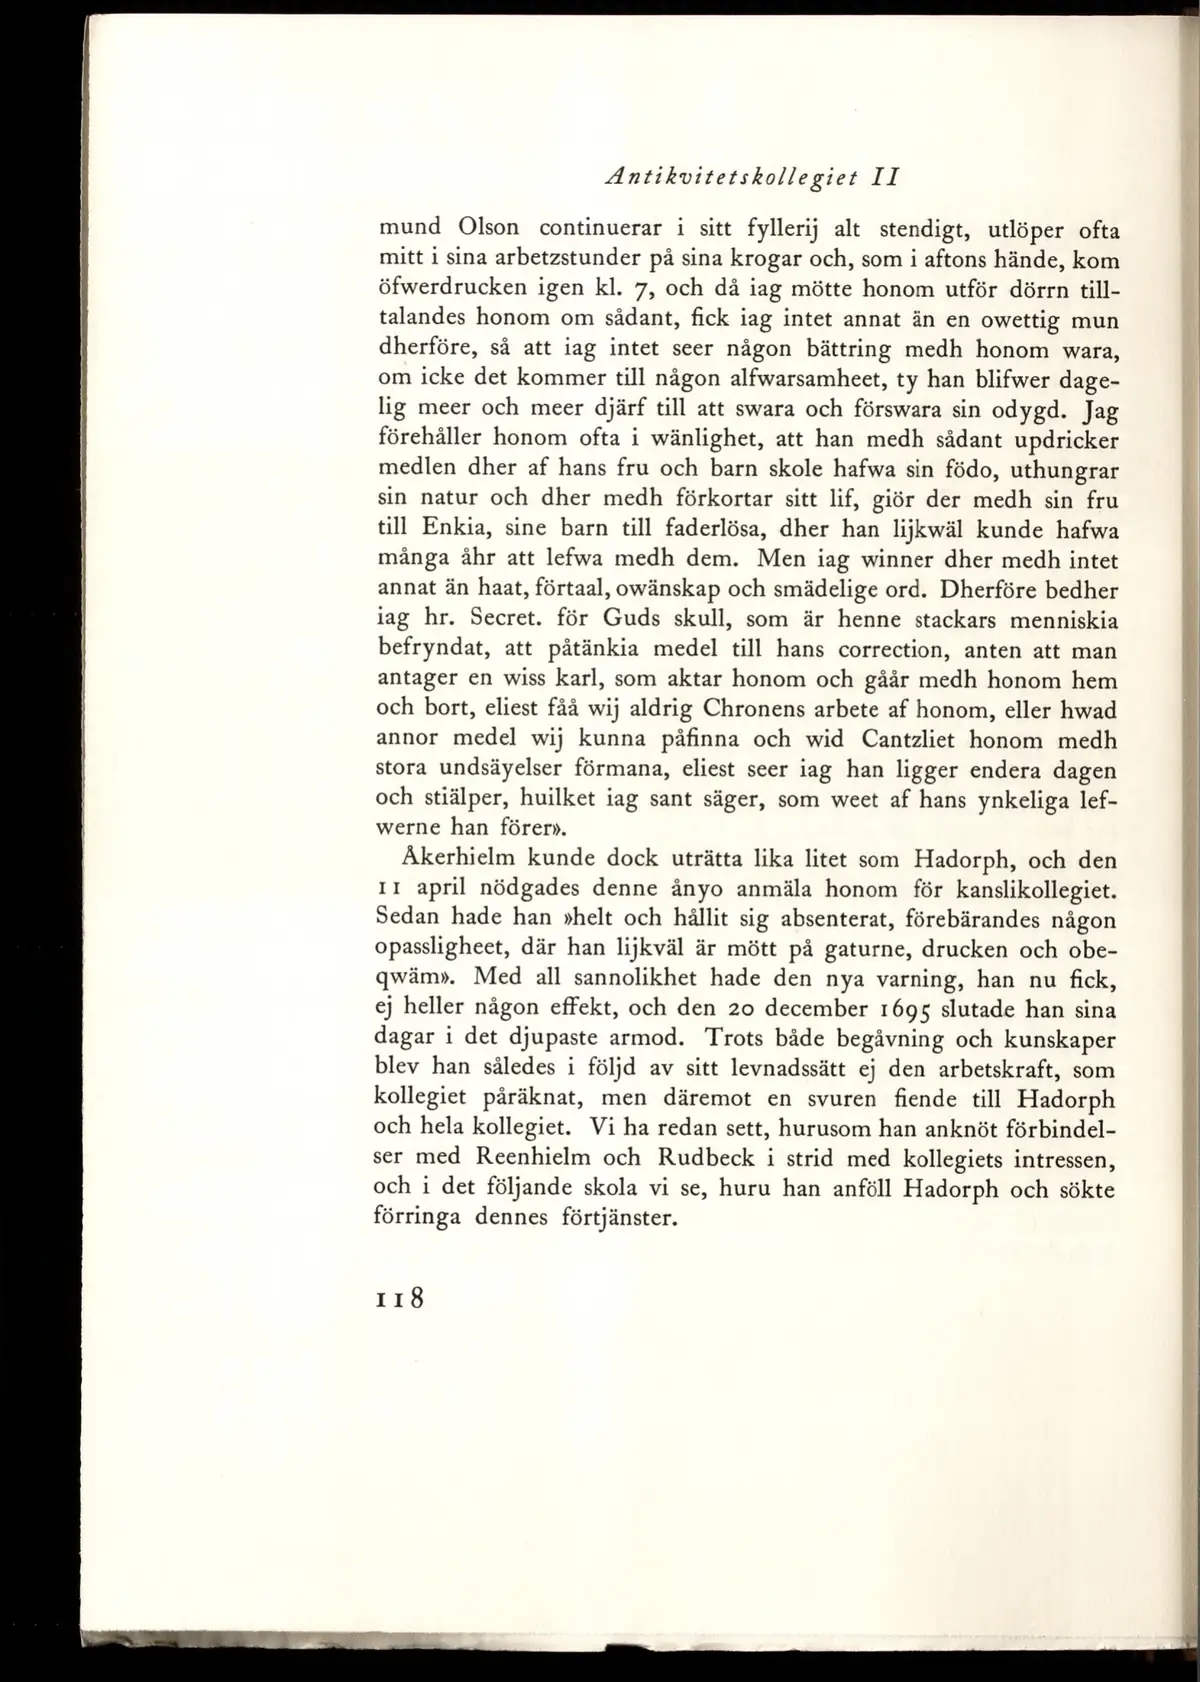 Antikvitetskollegiet II
mund Olson continuerar i sitt fyllerij alt stendigt, utlöper ofta
mitt i sina arbetzstunder på sina krogar och, som i aftons hände, kom
öfwerdrucken igen kl. 7, och då iag mötte honom utför dörrn till-
talandes honom om sådant, fick iag intet annat än en owettig mun
dherföre, så att iag intet seer någon bättring medh honom wara,
om icke det kommer till någon alfwarsamheet, ty han blifwer dage-
lig meer och meer djärf till att swara och förswara sin odygd. Jag
förehåller honom ofta i wänlighet, att han medh sådant updricker
medlen dher af hans fru och barn skole hafwa sin födo, uthungrar
sin natur och dher medh förkortar sitt lif, giör der medh sin fru
till Enkia, sine barn till faderlösa, dher han lijkwäl kunde hafwa
många åhr att lefwa medh dem. Men iag winner dher medh intet
annat än haat, förtaal, owänskap och smädelige ord. Dherföre bedher
iag hr. Secret. för Guds skull, som är henne stackars menniskia
befryndat, att påtänkia medel till hans correction, anten att man
antager en wiss karl, som aktar honom och gåår medh honom hem
och bort, eliest fåå wij aldrig Chronens arbete af honom, eller hwad
annor medel wij kunna påfinna och wid Cantzliet honom medh
stora undsäyelser förmana, eliest seer iag han ligger endera dagen
och stiälper, huilket iag sant säger, som weet af hans ynkeliga lef-
werne han förer».
Åkerhielm kunde dock uträtta lika litet som Hadorph, och den
11 april nödgades denne ånyo anmäla honom för kanslikollegiet.
Sedan hade han »helt och hållit sig absenterat, förebärandes någon
opassligheet, där han lijkväl är mött på gaturne, drucken och obe-
qwäm». Med all sannolikhet hade den nya varning, han nu fick,
ej heller någon effekt, och den 20 december 1695 slutade han sina
dagar i det djupaste armod. Trots både begåvning och kunskaper
blev han således i följd av sitt levnadssätt ej den arbetskraft, som
kollegiet påräknat, men däremot en svuren fiende till Hadorph
och hela kollegiet. Vi ha redan sett, hurusom han anknöt förbindel-
ser med Reenhielm och Rudbeck i strid med kollegiets intressen,
och i det följande skola vi se, huru han anföll Hadorph och sökte
förringa dennes förtjänster.
118